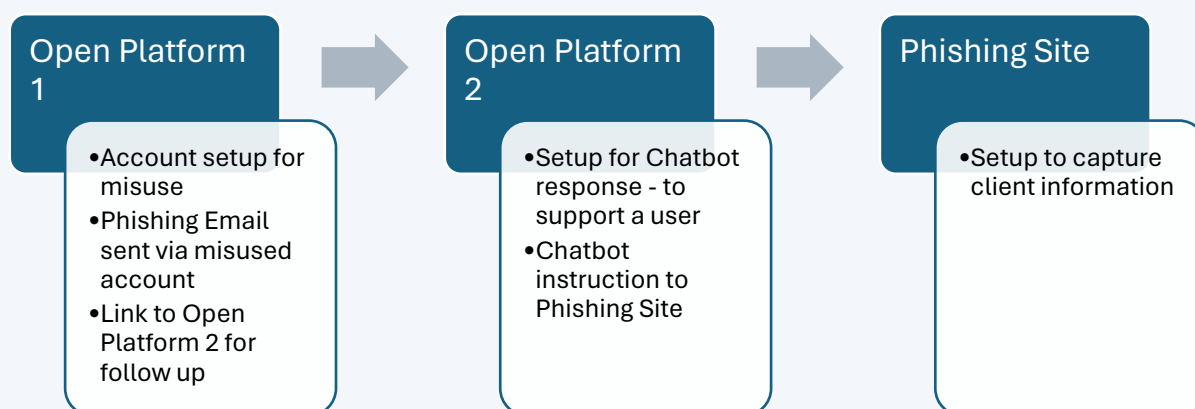 Open Platform
1
•Account setup for
misuse
•Phishing Email
sent via misused
account
•Link to Open
Platform 2 for
follow up
Open Platform
2
•Setup for Chatbot
response - to
support a user
•Chatbot
instruction to
Phishing Site
Phishing Site
•Setup to capture
client information